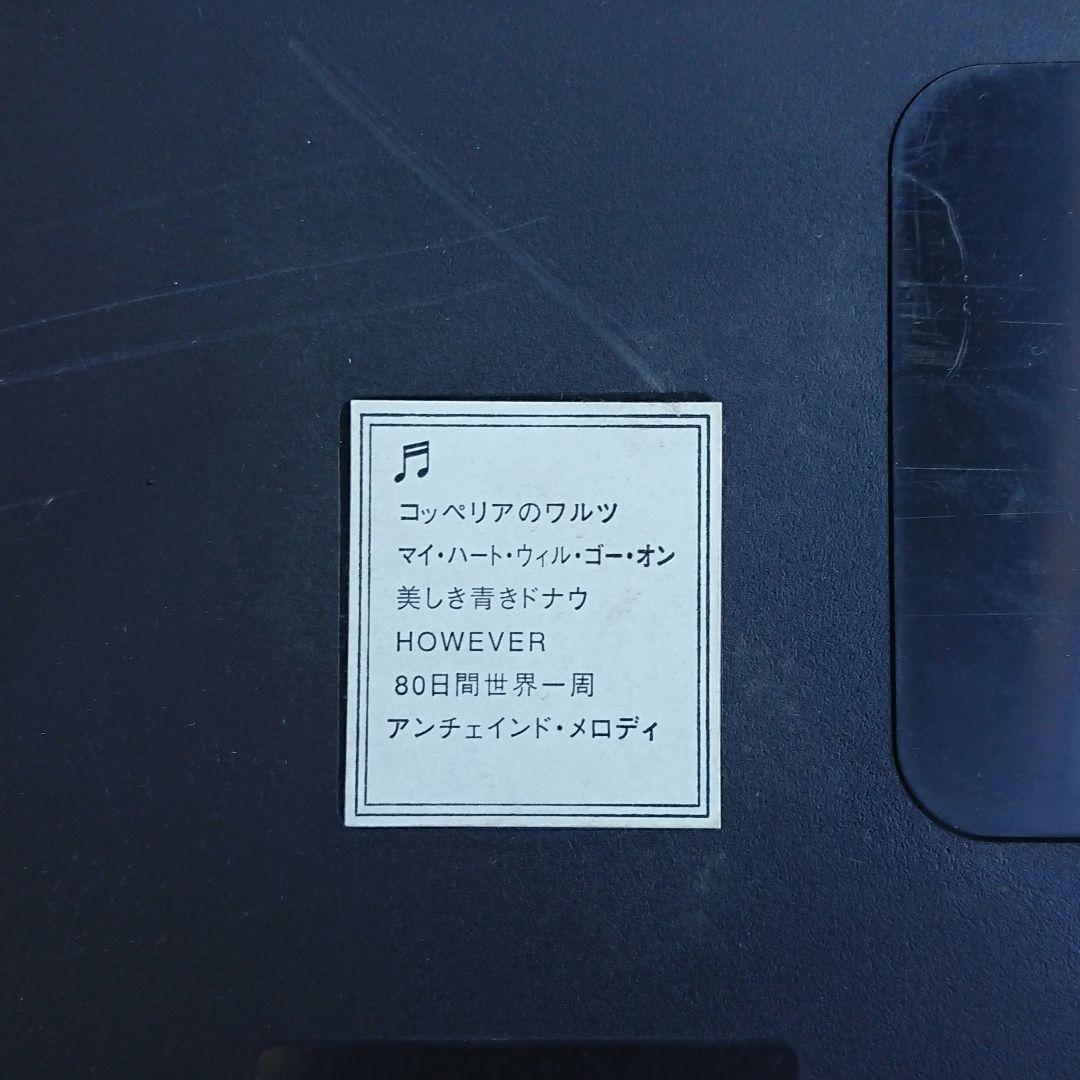 コッペリアのワルツ
マイ・ハート・ウィル・ゴー・オン
美しき青きドナウ
HOWEVER
80日間世界一周
アンチェインド・メロディ